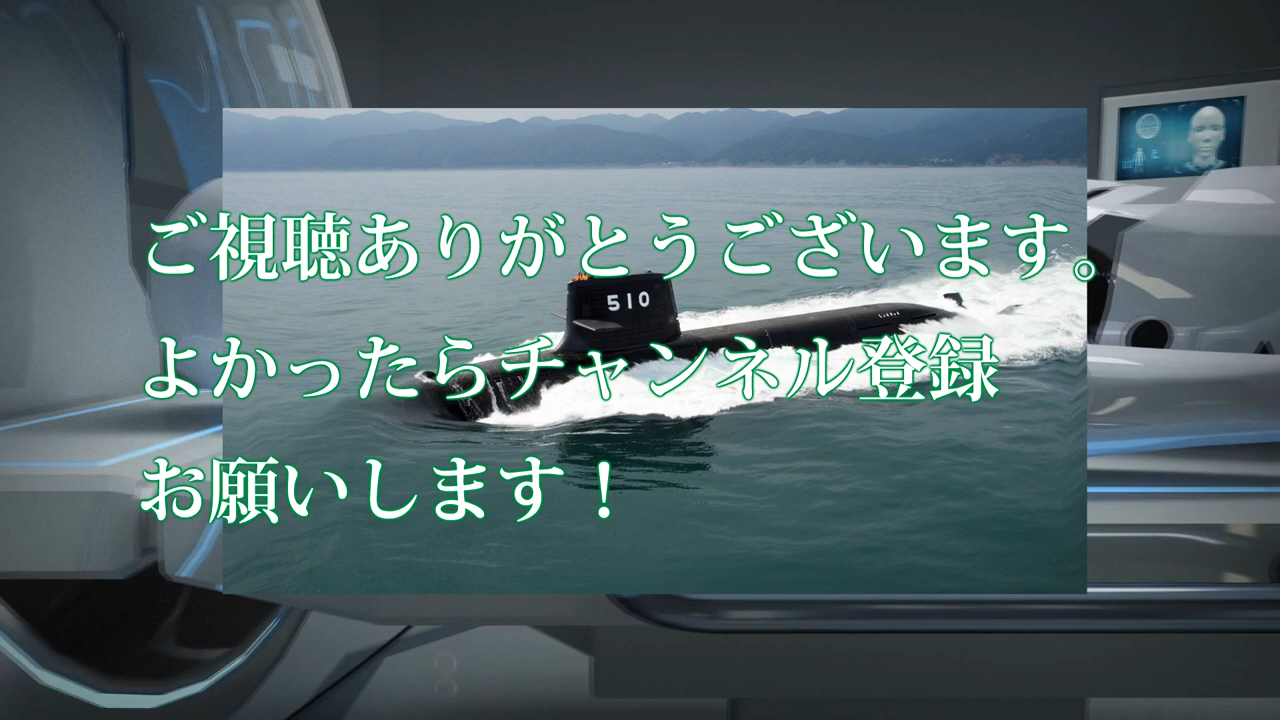 ご視聴ありがとうございます。
510
よかったらチャンネル登録
お願いします！